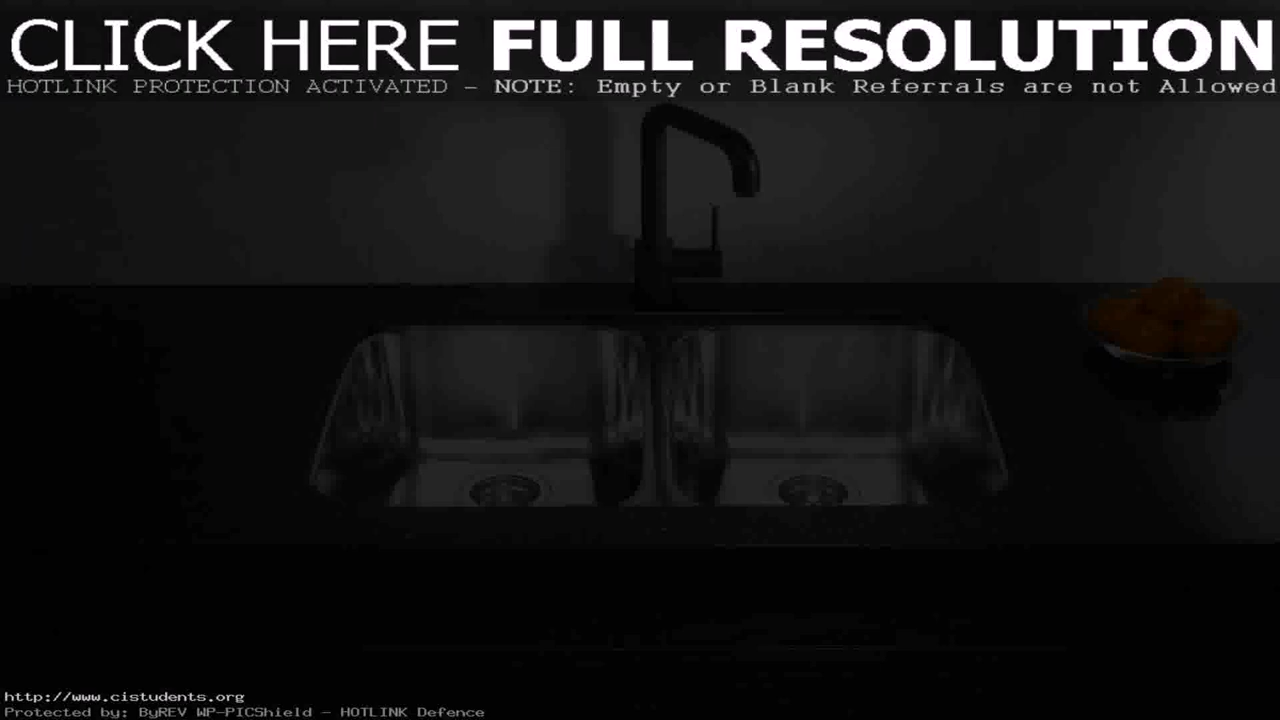 CLICK HERE FULL RESOLUTION
HOTLINK PROTECTION ACTIVATED - NOTE: Empty or Blank Referrals are not Allowed
http://www.cistudents.org
Protected by: ByREV WP-PICShield - HOTLINK Defence